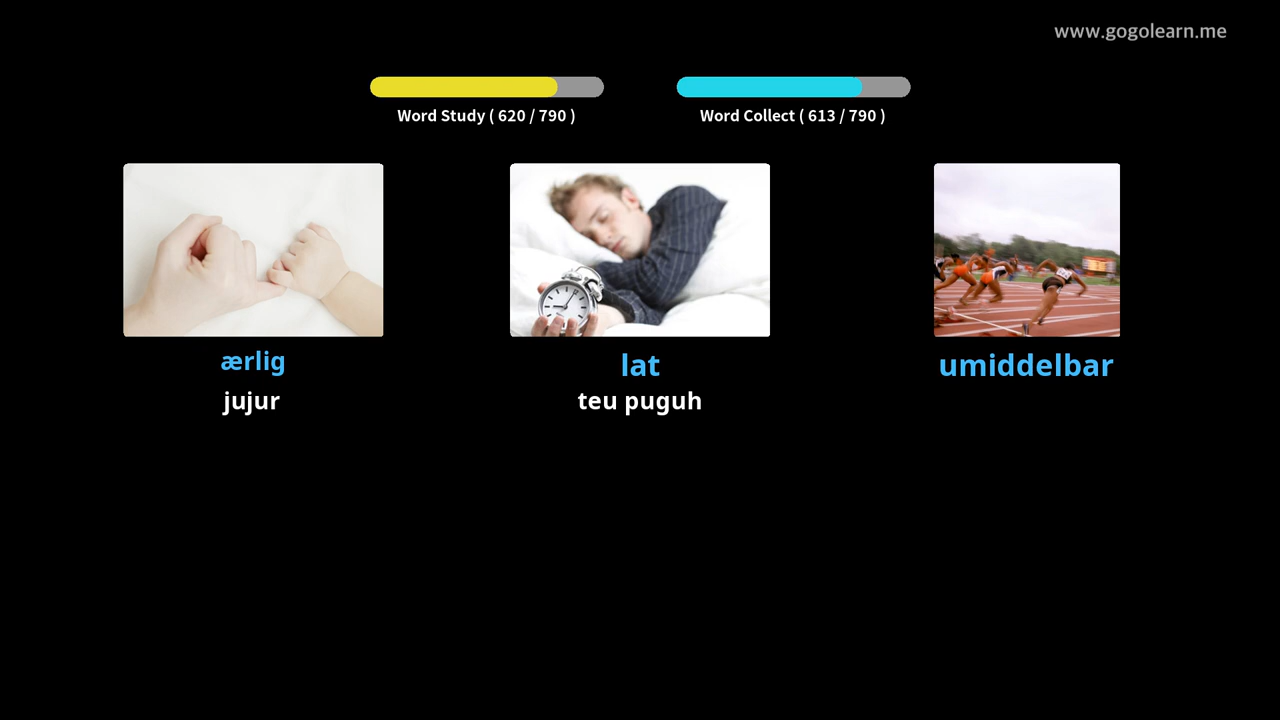 www.gogolearn.me
Word Study ( 620 / 790 )
Word Collect ( 613 / 790 )
ærlig
jujur
lat
teu puguh
umiddelbar